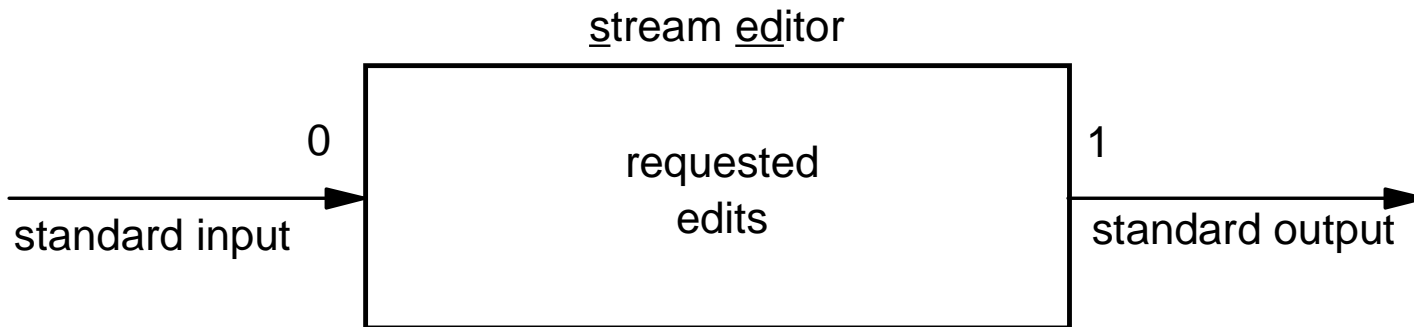 stream editor
0
1
requested
edits
standard input
standard output